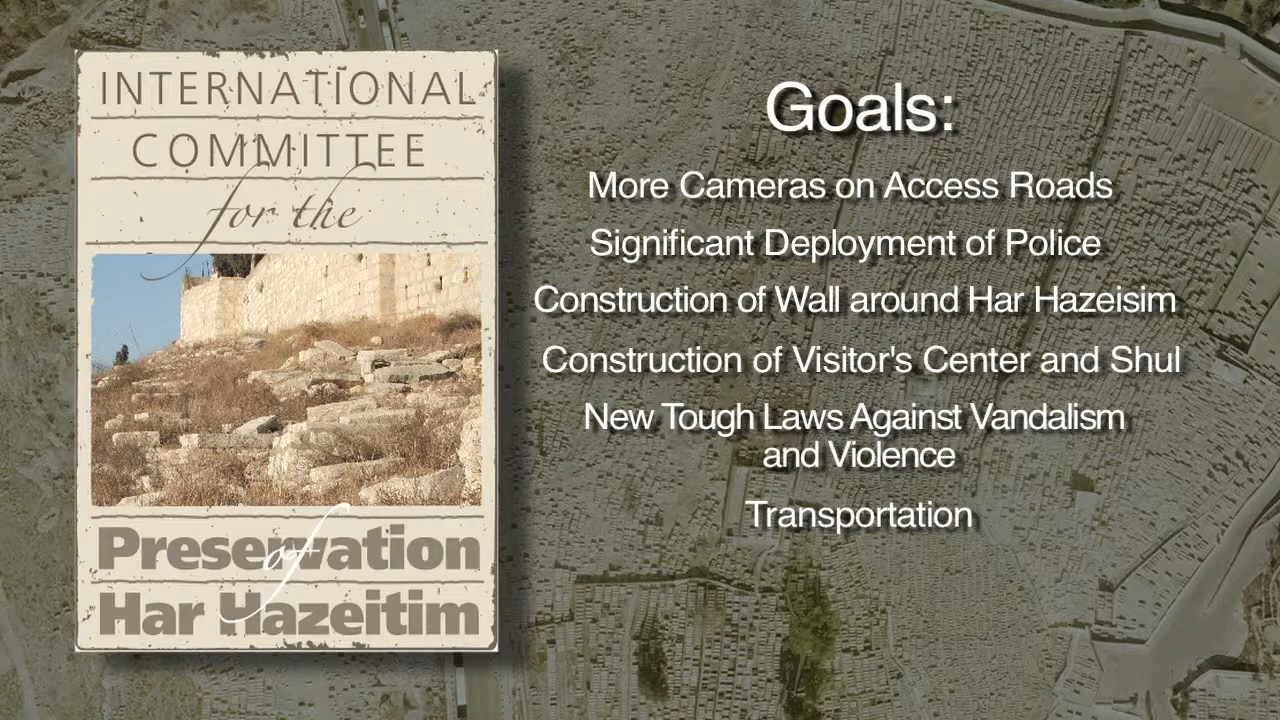 INTERNATIONAL
COMMITTEE
for the
Preservation
of
Har Hazeitim
Goals:
More Cameras on Access Roads
Significant Deployment of Police
Construction of Wall around Har Hazeisim
Construction of Visitor's Center and Shul
New Tough Laws Against Vandalism
and Violence
Transportation